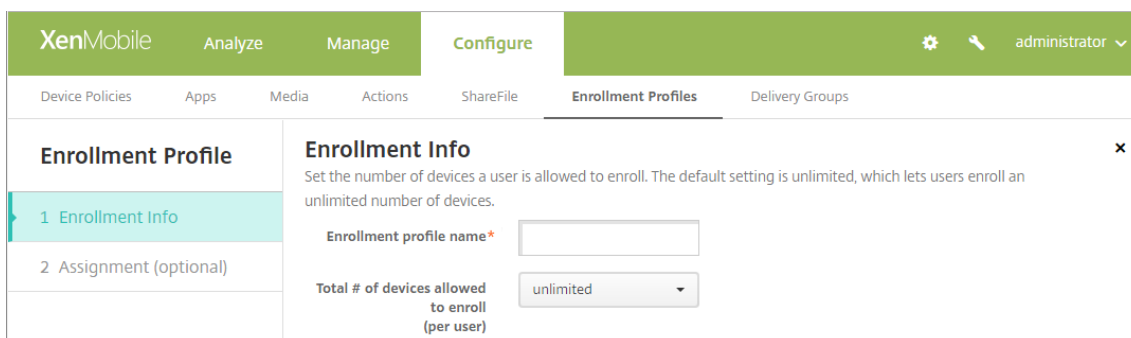 XenMobile Analyze Manage Configure administrator
Device Policies Apps Media Actions ShareFile Enrollment Profiles Delivery Groups
Enrollment Profile
1 Enrollment Info
2 Assignment (optional)
Enrollment Info
Set the number of devices a user is allowed to enroll. The default setting is unlimited, which lets users enroll an
unlimited number of devices.
Enrollment profile name*
Total # of devices allowed
to enroll
(per user)
unlimited